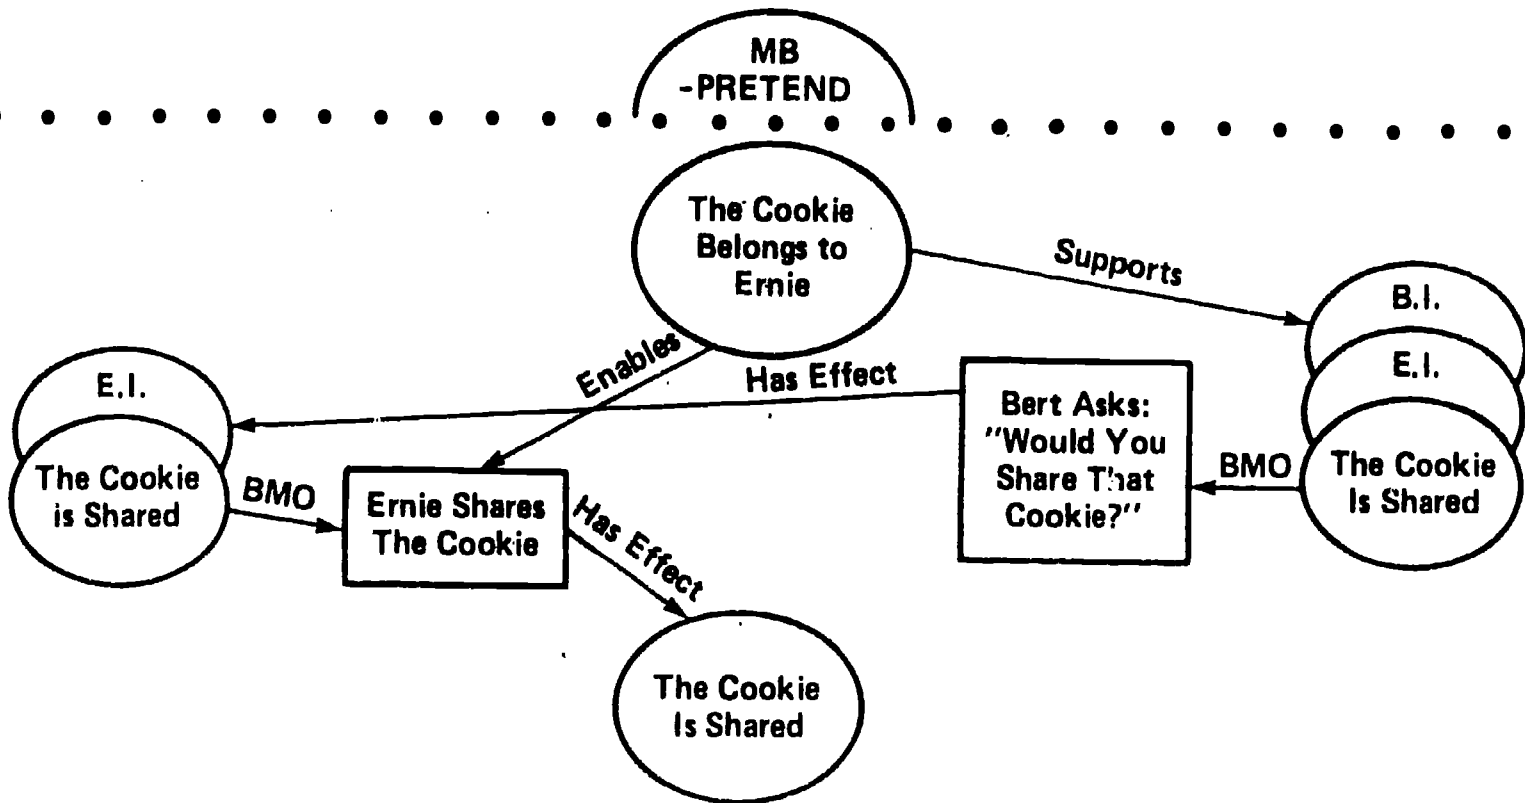 MB
-PRETEND
The Cookie
Belongs to
Ernie
Supports
B.I.
E.I.
The Cookie
Is Shared
BMO
Bert Asks:
"Would You
Share That
Cookie?"
Has Effect
Enables
E.I.
The Cookie
is Shared
BMO
Ernie Shares
The Cookie
Has Effect
The Cookie
Is Shared